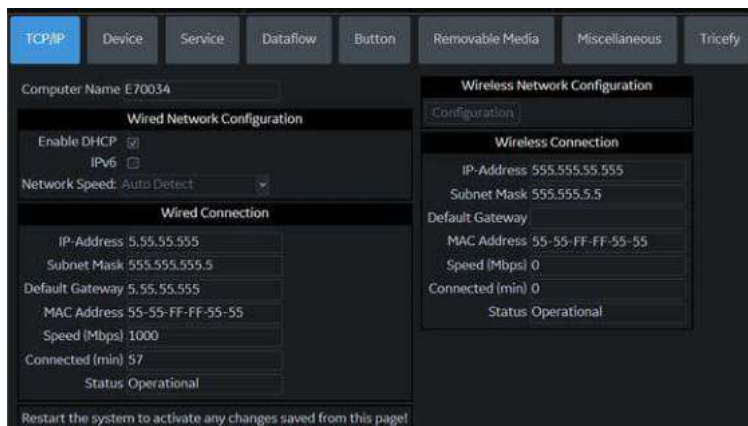 TCP/IP Device Service Dataflow Button Removable Media Miscellaneous Tricefy
Computer Name E70034
Wired Network Configuration
Enable DHCP
IPv6
Network Speed: Auto Detect
Wired Connection
IP-Address 5.55.55.555
Subnet Mask 555.555.555.5
Default Gateway 5.55.55.555
MAC Address 55-55-FF-FF-55-55
Speed (Mbps) 1000
Connected (min) 57
Status Operational
Restart the system to activate any changes saved from this page!
Wireless Network Configuration
Configuration
Wireless Connection
IP-Address 555.555.55.555
Subnet Mask 555.555.5.5
Default Gateway
MAC Address 55-55-FF-FF-55-55
Speed (Mbps) 0
Connected (min) 0
Status Operational